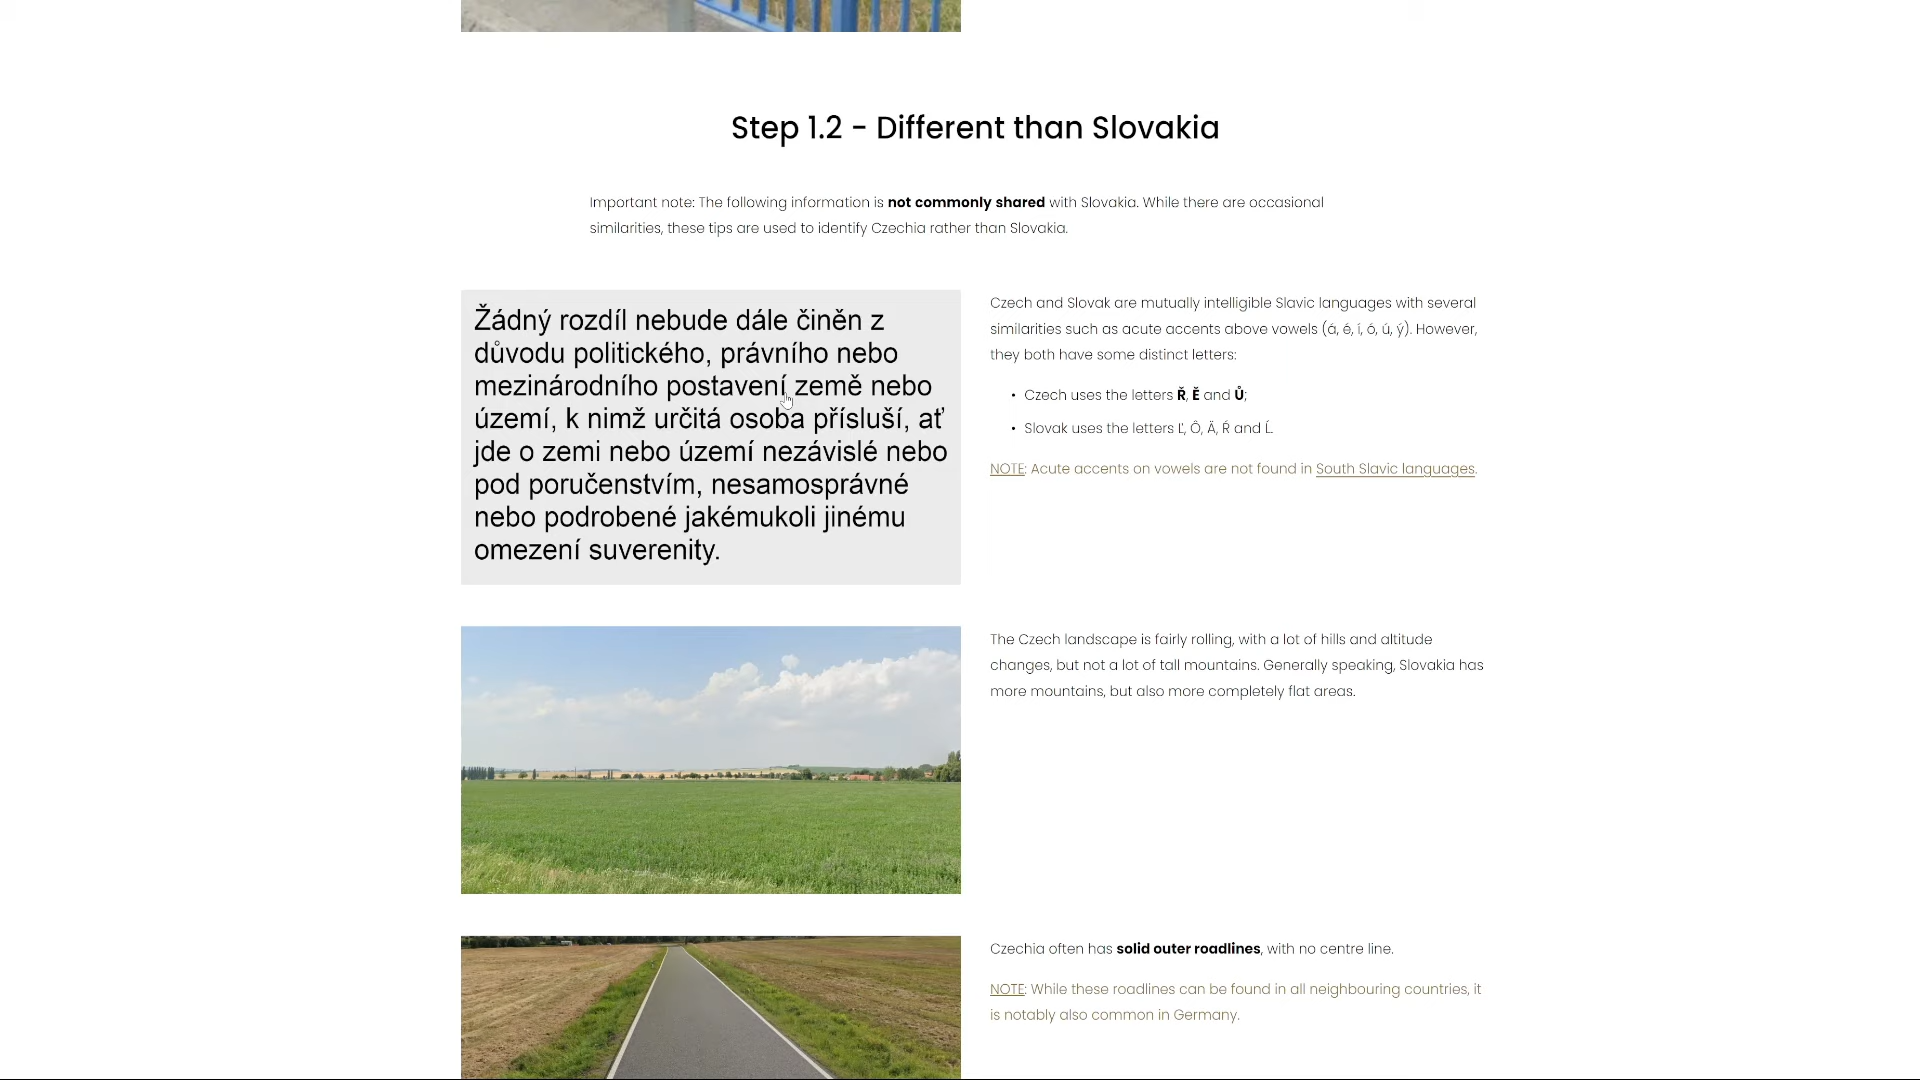 Step 1.2 - Different than Slovakia
Important note: The following information is not commonly shared with Slovakia. While there are occasional
similarities, these tips are used to identify Czechia rather than Slovakia.
Žádný rozdíl nebude dále činěn z
důvodu politického, právního nebo
mezinárodního postavení země nebo
území, k nimž určitá osoba přísluší, ať
jde o zemi nebo území nezávislé nebo
pod poručenstvím, nesamosprávné
nebo podrobené jakémukoli jinému
omezení suverenity.
Czech and Slovak are mutually intelligible Slavic languages with several
similarities such as acute accents above vowels (á, é, í, ó, ú, ý). However,
they both have some distinct letters:
• Czech uses the letters Ř, Ě and Ů;
• Slovak uses the letters Ľ, Ô, Ä, Ŕ and Ĺ.
NOTE: Acute accents on vowels are not found in South Slavic languages.
The Czech landscape is fairly rolling, with a lot of hills and altitude
changes, but not a lot of tall mountains. Generally speaking, Slovakia has
more mountains, but also more completely flat areas.
Czechia often has solid outer roadlines, with no centre line.
NOTE: While these roadlines can be found in all neighbouring countries, it
is notably also common in Germany.